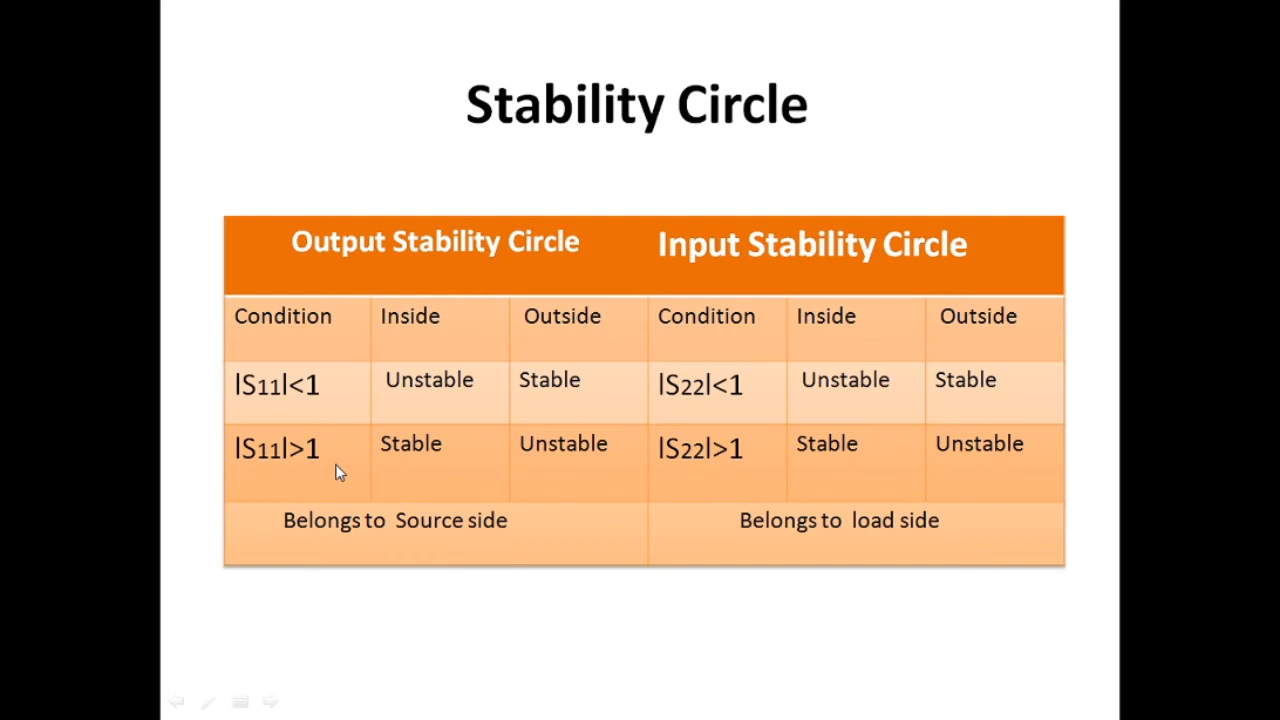 Stability Circle
Output Stability Circle Input Stability Circle
Condition Inside Outside Condition Inside Outside
|S11|<1 Unstable Stable |S22|<1 Unstable Stable
|S11|>1 Stable Unstable |S22|>1 Stable Unstable
Belongs to Source side Belongs to load side